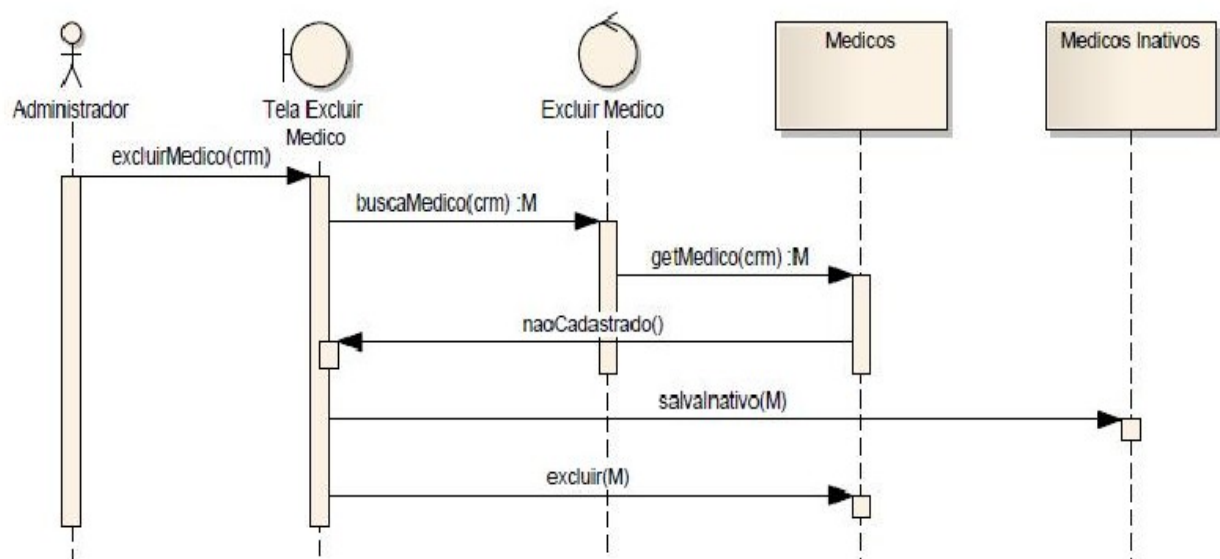 Medicos
Medicos Inativos
Administrador
Tela Excluir
Medico
Excluir Medico
excluirMedico(crm)
buscaMedico(crm) :M
getMedico(crm) :M
naoCadastrado()
salvaInativo(M)
excluir(M)